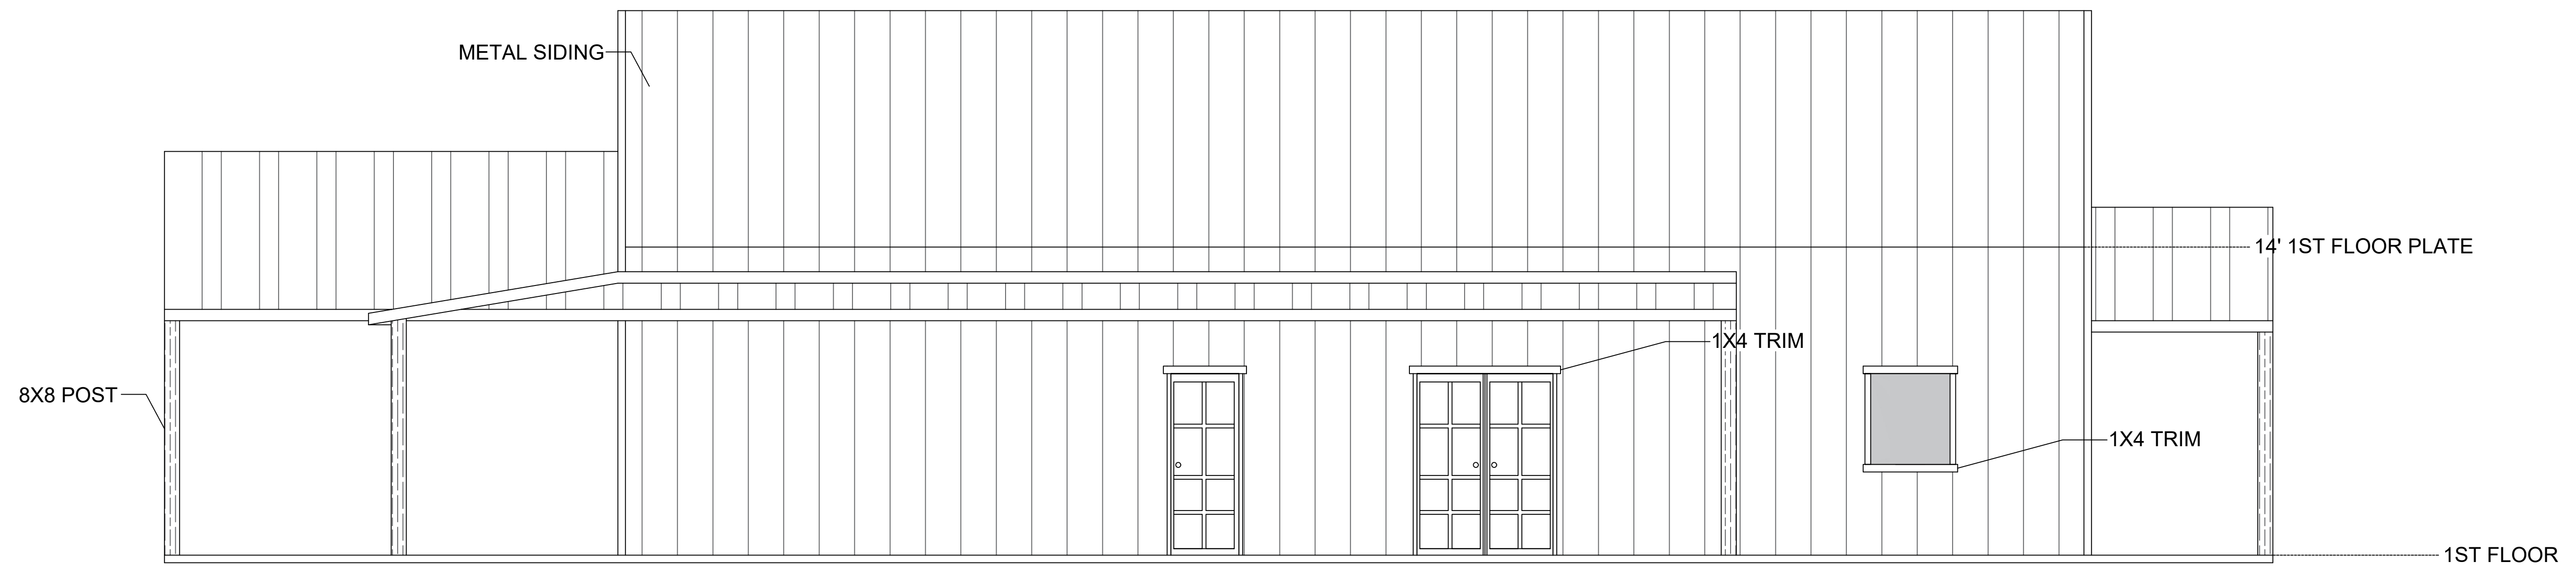 METAL SIDING
14' 1ST FLOOR PLATE
1X4 TRIM
8X8 POST
1X4 TRIM
1ST FLOOR